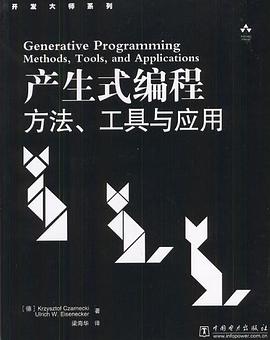 开发大师系列
Generative Programming
Methods, Tools, and Applications
产生式编程
方法、工具与应用
[德] Krzysztof Czarnecki 著
Ulrich W. Eisenecker
梁海华 译
中国电力出版社
www.infopower.com.cn